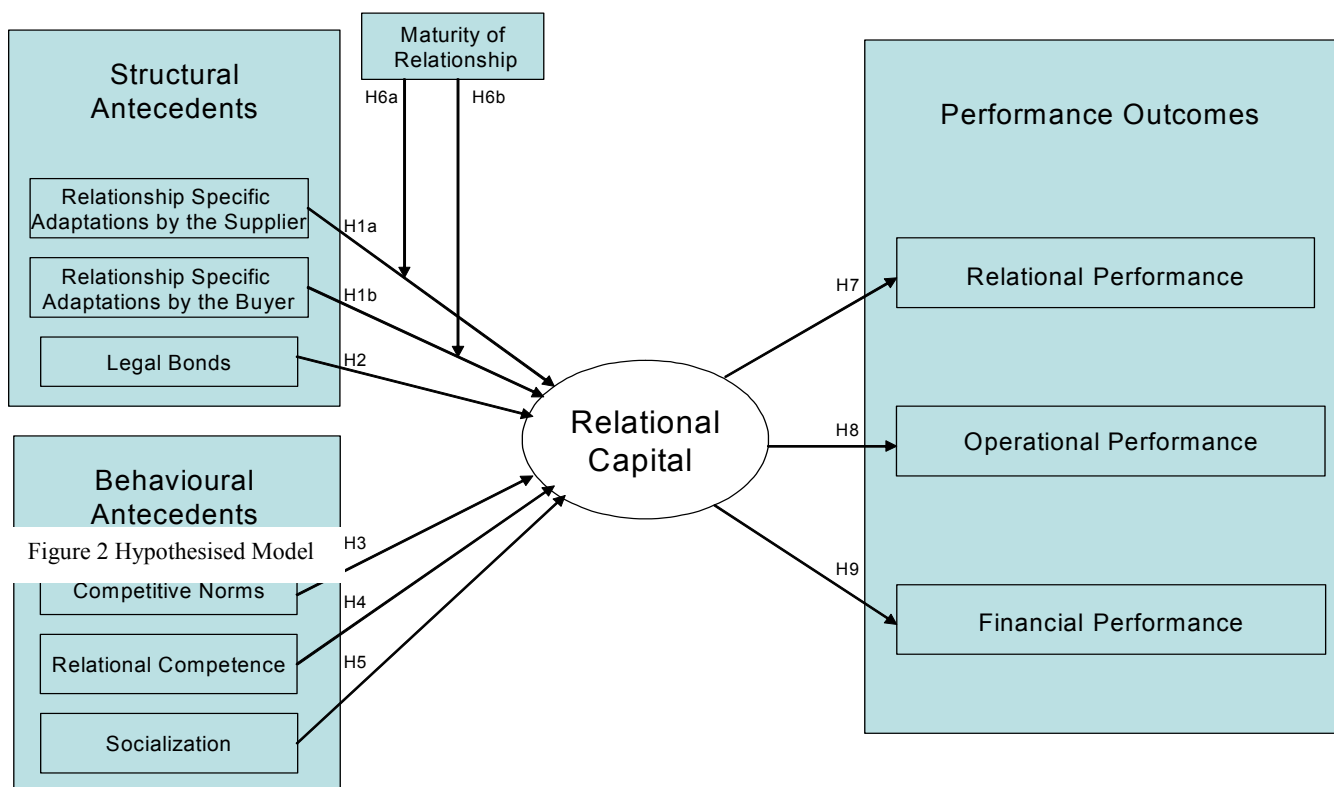 Structural
Antecedents
Relationship Specific
Adaptations by the Supplier
Relationship Specific
Adaptations by the Buyer
Legal Bonds
Maturity of
Relationship
H6a
H6b
H1a
H1b
H2
Behavioural
Antecedents
Figure 2 Hypothesised Model
Competitive Norms
Relational Competence
Socialization
H3
H4
H5
Relational
Capital
H7
H8
H9
Performance Outcomes
Relational Performance
Operational Performance
Financial Performance